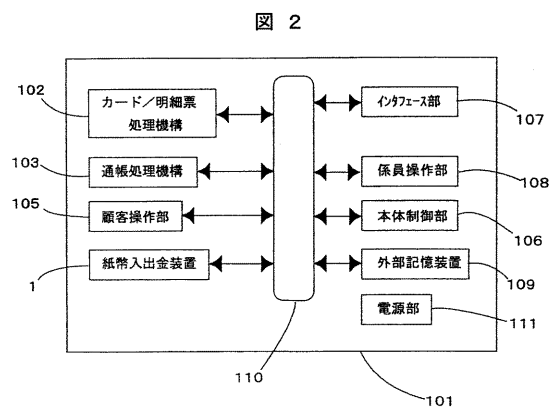 図 2
102
カード/明細票
処理機構
103
通帳処理機構
105
顧客操作部
1
紙幣入出金装置
インタフェース部
107
係員操作部
108
本体制御部
106
外部記憶装置
109
電源部
111
110
101